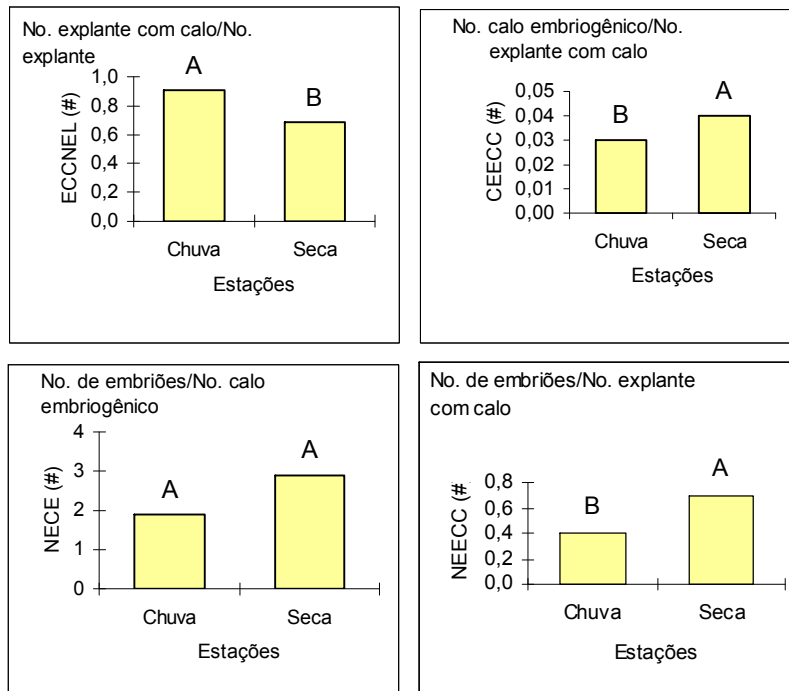 No. explante com calo/No.
explante
ECCNEL (#)
1,0
0,8
0,6
0,4
0,2
0,0
A
B
Chuva
Seca
Estações
No. calo embriogênico/No.
explante com calo
CEECC (#)
0,05
0,04
0,03
0,02
0,01
0,00
B
A
Chuva
Seca
Estações
No. de embriões/No. calo
embriogênico
NECE (#)
4
3
2
1
0
A
A
Chuva
Seca
Estações
No. de embriões/No. explante
com calo
NEECC (#
0,8
0,6
0,4
0,2
0,0
B
A
Chuva
Seca
Estações